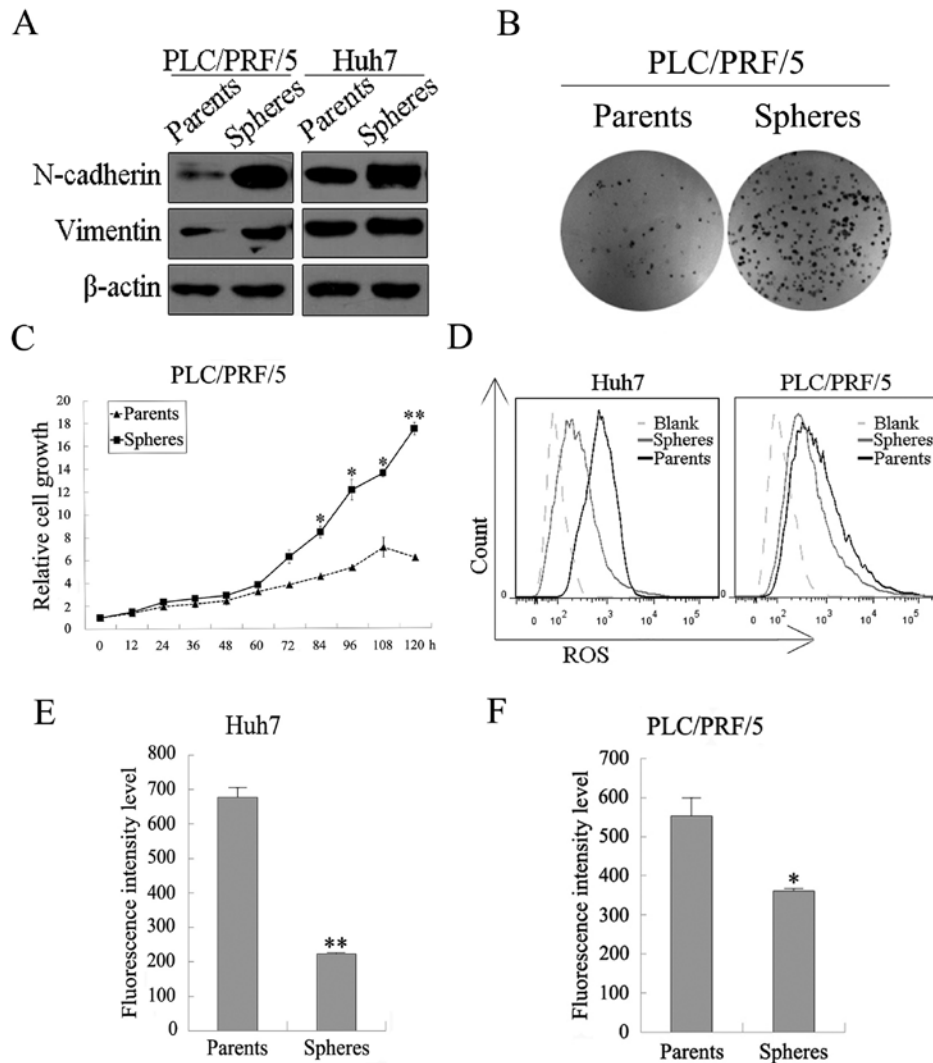 A
PLC/PRF/5 Huh7
Parents Spheres Parents Spheres
N-cadherin
Vimentin
β-actin
B
PLC/PRF/5
Parents Spheres
C
PLC/PRF/5
Relative cell growth
20
18
16
14
12
10
8
6
4
2
0
Parents
Spheres
*
*
*
**
0 12 24 36 48 60 72 84 96 108 120 h
D
Huh7
Blank
Spheres
Parents
PLC/PRF/5
Blank
Spheres
Parents
Count
0
0 10² 10³ 10⁴ 10⁵
0
0 10² 10³ 10⁴ 10⁵
ROS
E
Huh7
Fluorescence intensity level
800
700
600
500
400
300
200
100
0
**
Parents Spheres
F
PLC/PRF/5
Fluorescence intensity level
700
600
500
400
300
200
100
0
*
Parents Spheres